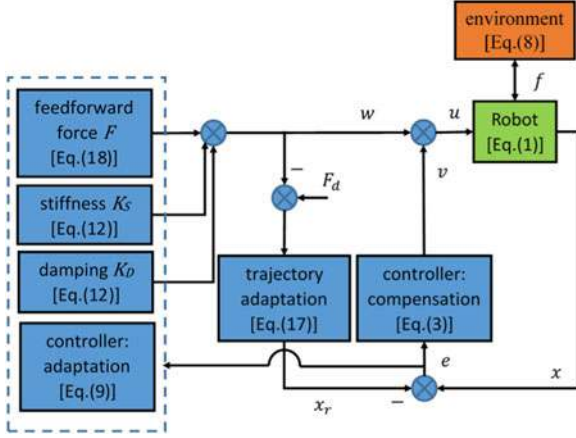 environment
[Eq.(8)]
f
feedforward
force F
[Eq.(18)]
w
u
Robot
[Eq.(1)]
v
−
F_d
stiffness K_S
[Eq.(12)]
damping K_D
[Eq.(12)]
trajectory
adaptation
[Eq.(17)]
controller:
compensation
[Eq.(3)]
controller:
adaptation
[Eq.(9)]
e
x
x_r
−